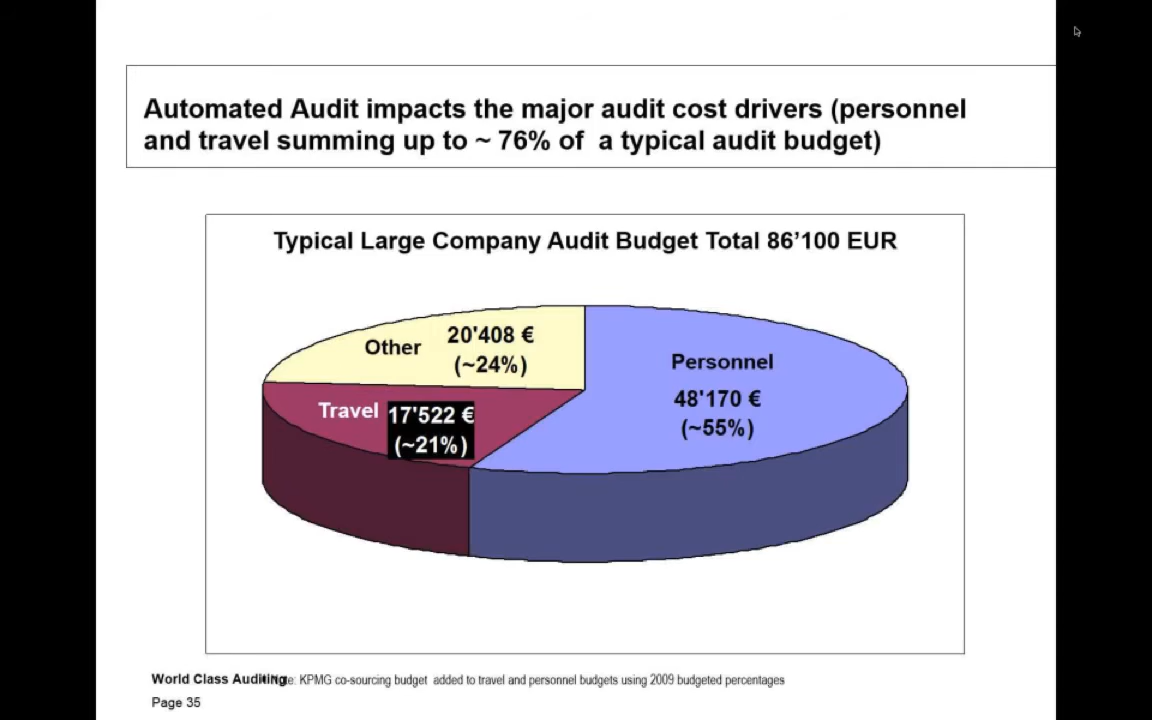 Automated Audit impacts the major audit cost drivers (personnel
and travel summing up to ~ 76% of a typical audit budget)
Typical Large Company Audit Budget Total 86’100 EUR
Other
20'408 €
(~24%)
Personnel
48'170 €
(~55%)
Travel
17'522 €
(~21%)
World Class Auditing
KPMG co-sourcing budget added to travel and personnel budgets using 2009 budgeted percentages
Page 35